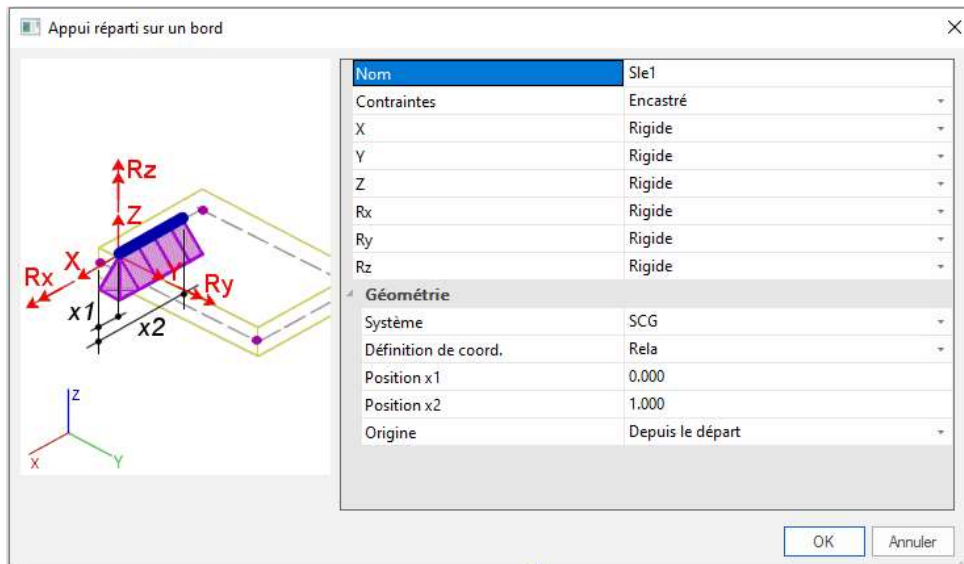 Appui réparti sur un bord
Nom Sle1
Contraintes Encastré
X Rigide
Y Rigide
Z Rigide
Rx Rigide
Ry Rigide
Rz Rigide
Géométrie
Système SCG
Définition de coord. Rela
Position x1 0.000
Position x2 1.000
Origine Depuis le départ
Rz
Z
X
Y
Rx
Ry
x1
x2
Z
X
Y
OK Annuler